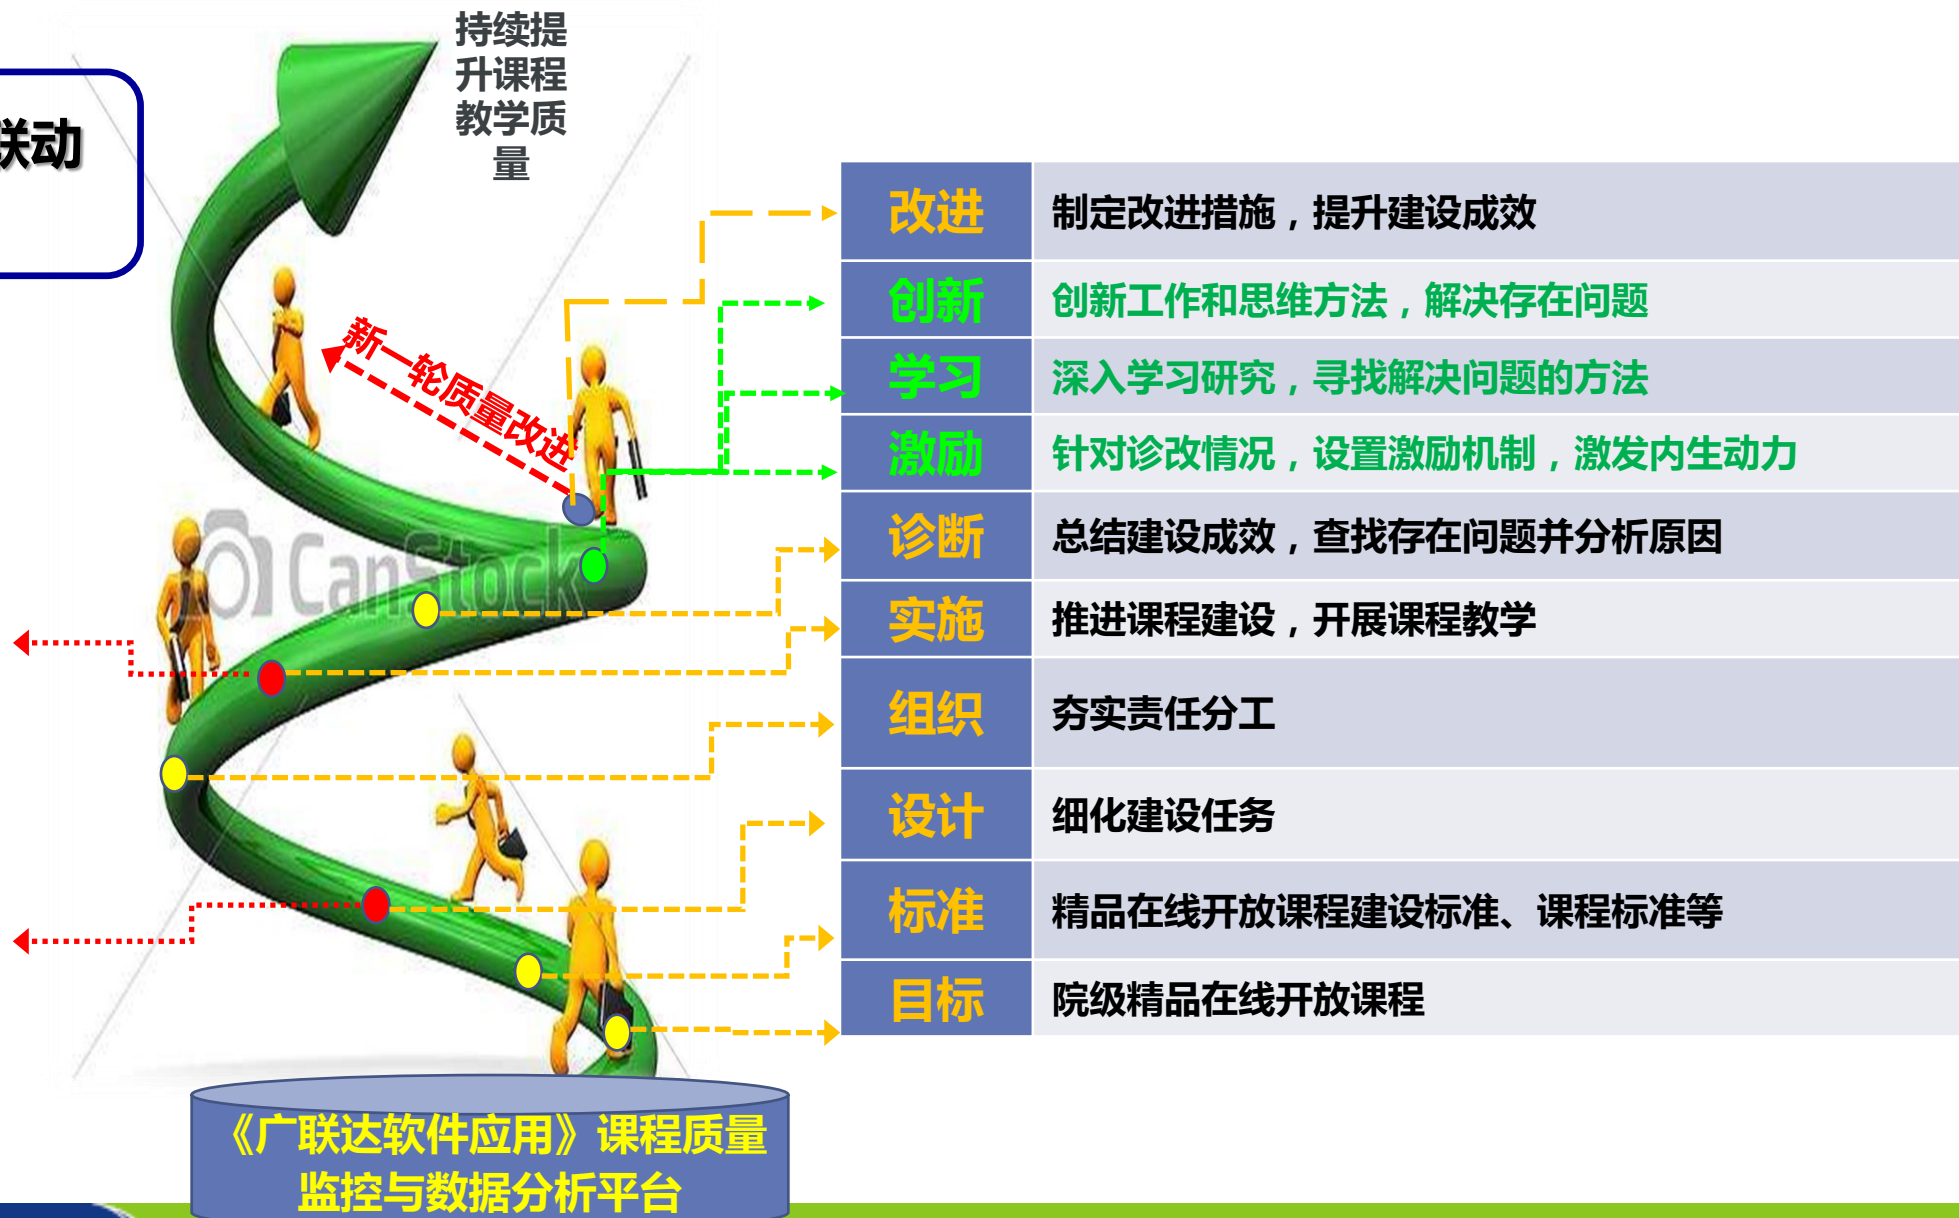 持续提
升课程
教学质
量
联动
新一轮质量改进
改进 制定改进措施，提升建设成效
创新 创新工作和思维方法，解决存在问题
学习 深入学习研究，寻找解决问题的方法
激励 针对诊改情况，设置激励机制，激发内生动力
诊断 总结建设成效，查找存在问题并分析原因
实施 推进课程建设，开展课程教学
组织 夯实责任分工
设计 细化建设任务
标准 精品在线开放课程建设标准、课程标准等
目标 院级精品在线开放课程
CanStock
《广联达软件应用》课程质量
监控与数据分析平台